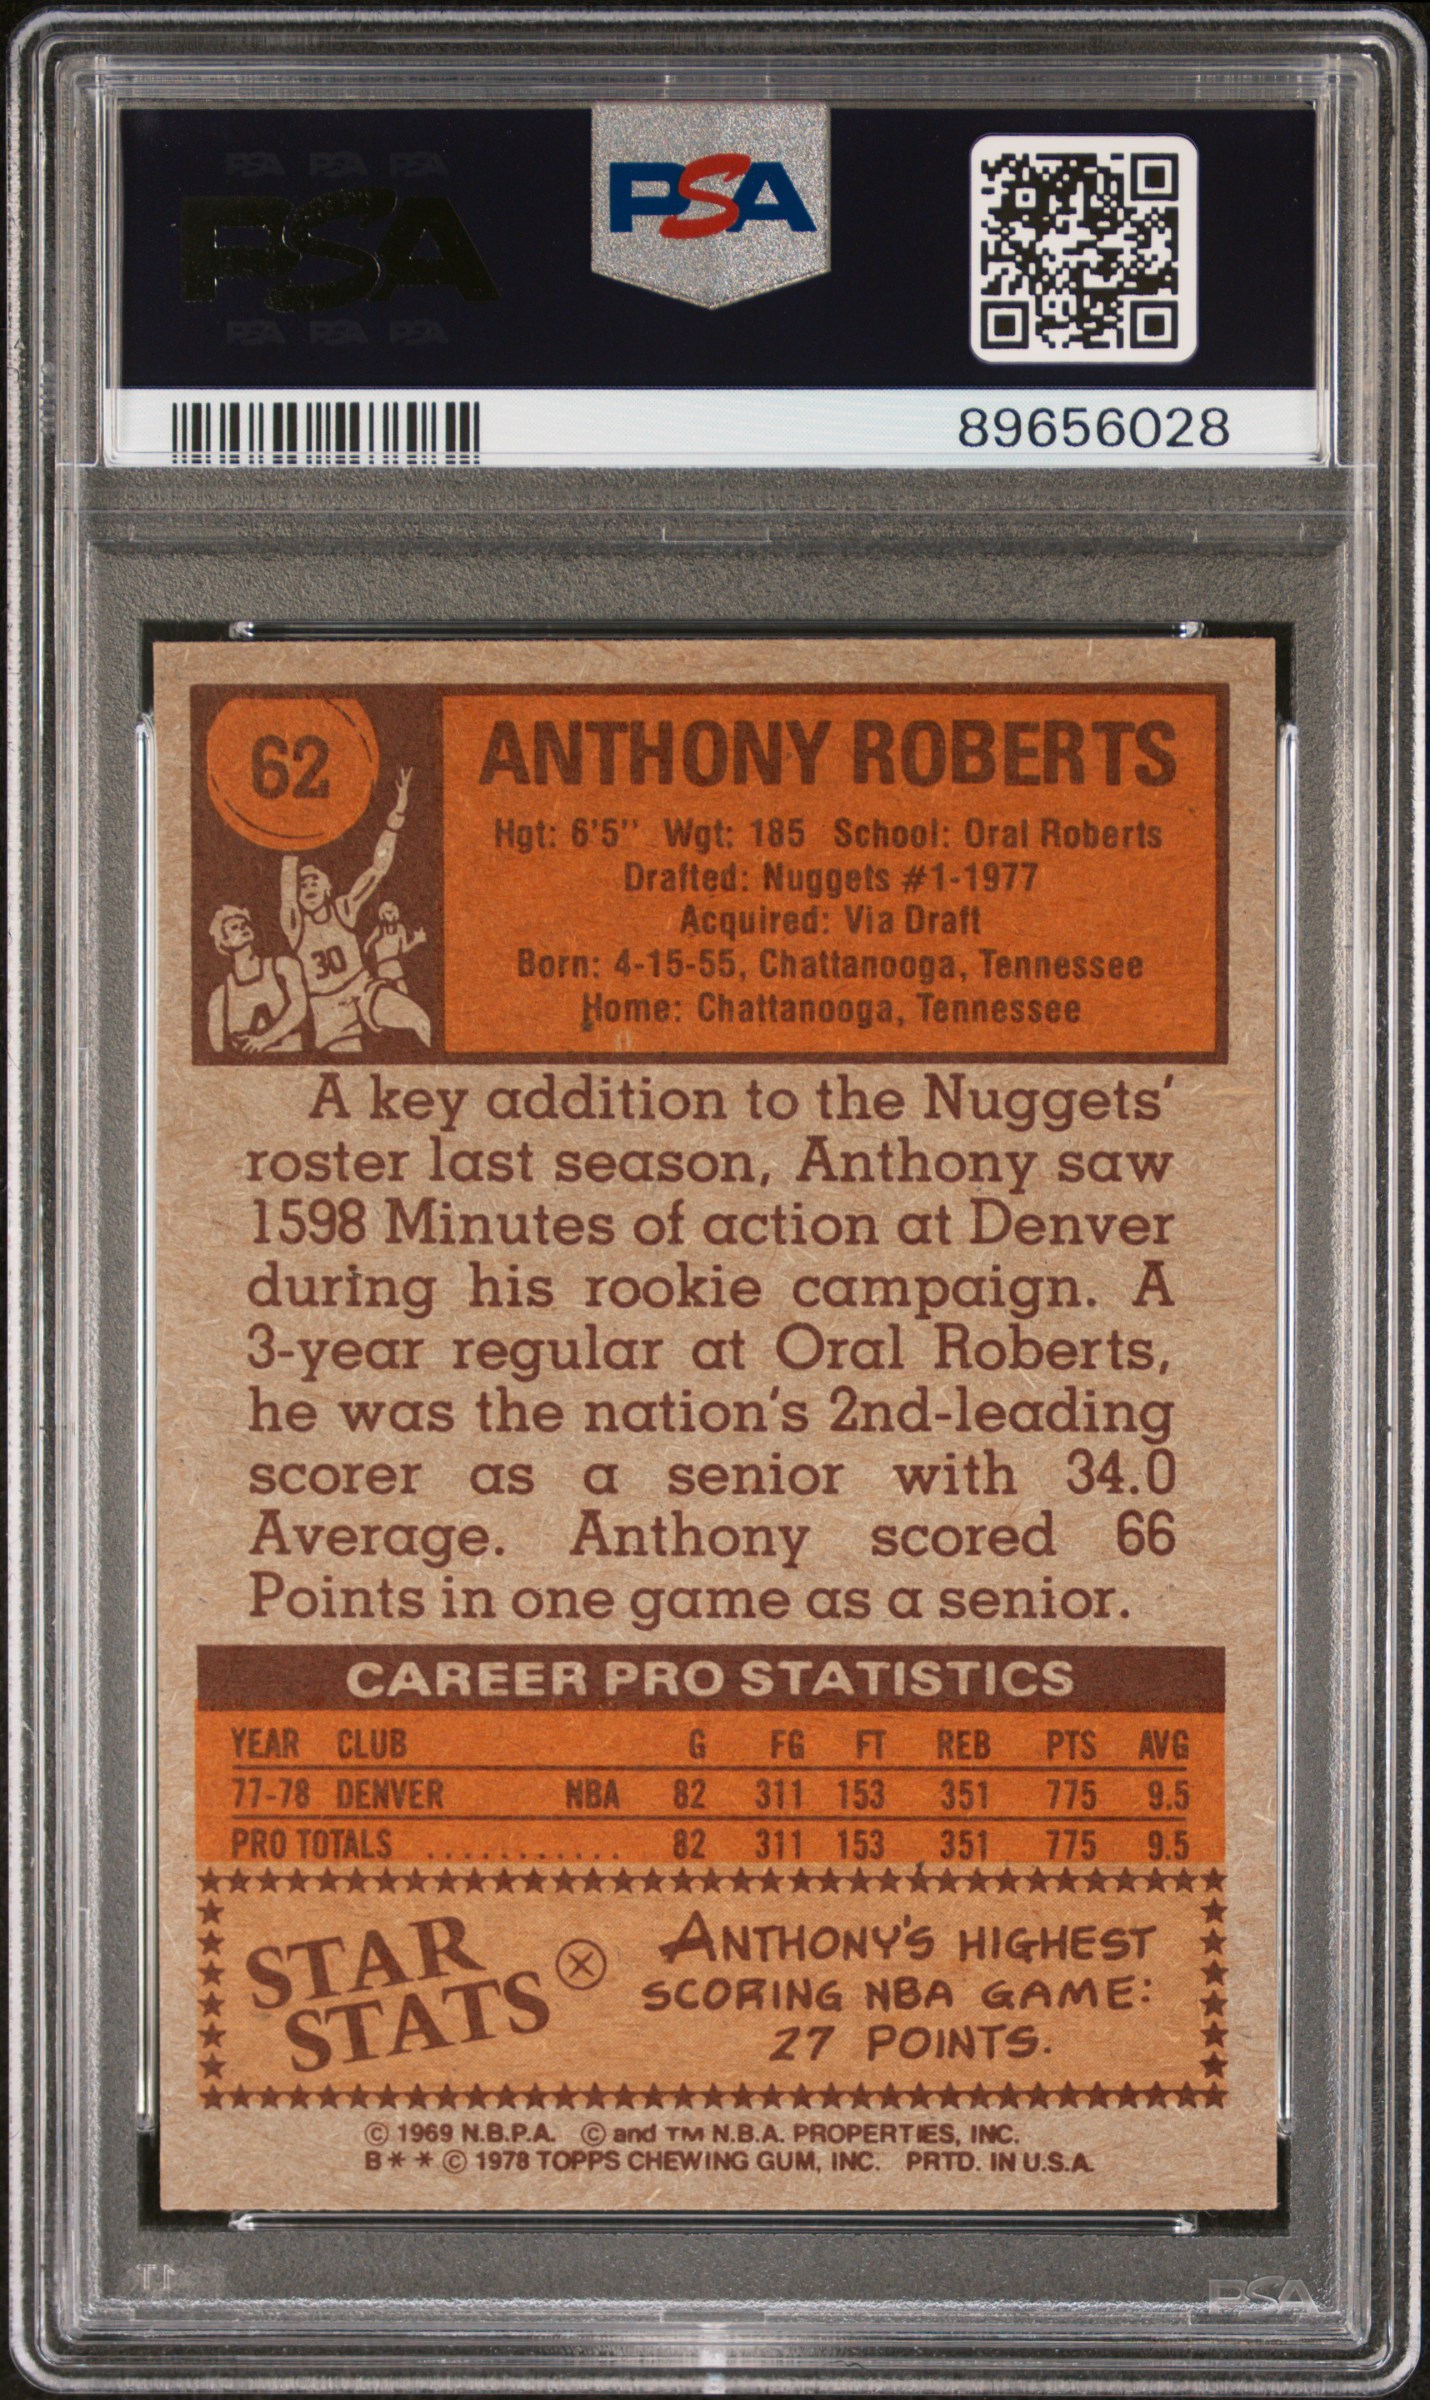 PSA PSA PSA
PSA
PSA PSA PSA
PSA
89656028
62
30
ANTHONY ROBERTS
Hgt: 6'5" Wgt: 185 School: Oral Roberts
Drafted: Nuggets #1-1977
Acquired: Via Draft
Born: 4-15-55, Chattanooga, Tennessee
Home: Chattanooga, Tennessee
A key addition to the Nuggets'
roster last season, Anthony saw
1598 Minutes of action at Denver
during his rookie campaign. A
3-year regular at Oral Roberts,
he was the nation's 2nd-leading
scorer as a senior with 34.0
Average. Anthony scored 66
Points in one game as a senior.
CAREER PRO STATISTICS
YEAR CLUB G FG FT REB PTS AVG
77-78 DENVER NBA 82 311 153 351 775 9.5
PRO TOTALS ........... 82 311 153 351 775 9.5
STAR
STATS
ANTHONY'S HIGHEST
SCORING NBA GAME:
27 POINTS.
© 1969 N.B.P.A. © and TM N.B.A. PROPERTIES, INC.
B** © 1978 TOPPS CHEWING GUM, INC. PRTD. IN U.S.A.
PSA